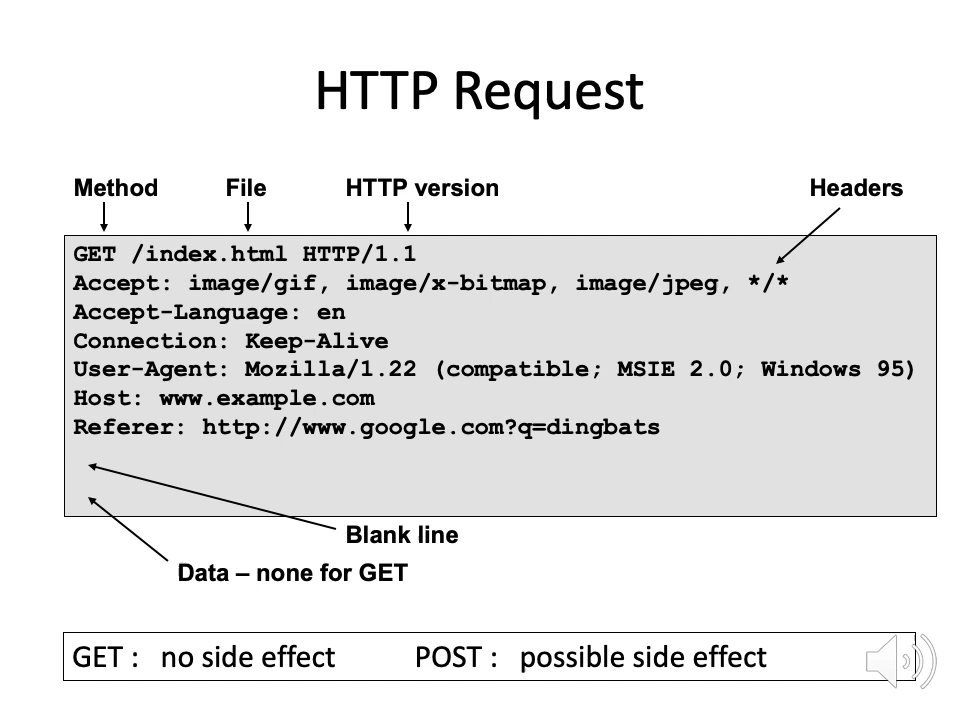 HTTP Request
Method File HTTP version Headers
GET /index.html HTTP/1.1
Accept: image/gif, image/x-bitmap, image/jpeg, */*
Accept-Language: en
Connection: Keep-Alive
User-Agent: Mozilla/1.22 (compatible; MSIE 2.0; Windows 95)
Host: www.example.com
Referer: http://www.google.com?q=dingbats
Blank line
Data – none for GET
GET : no side effect POST : possible side effect